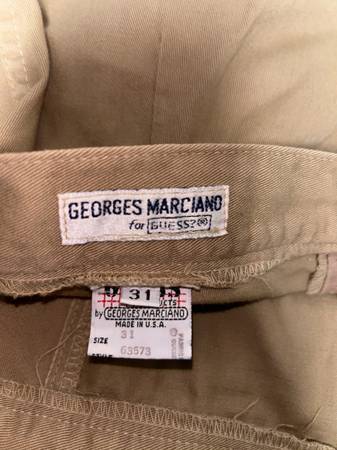 GEORGES MARCIANO
for GUESS?®
31
by GEORGES MARCIANO
MADE IN U.S.A.
SIZE 31
63573